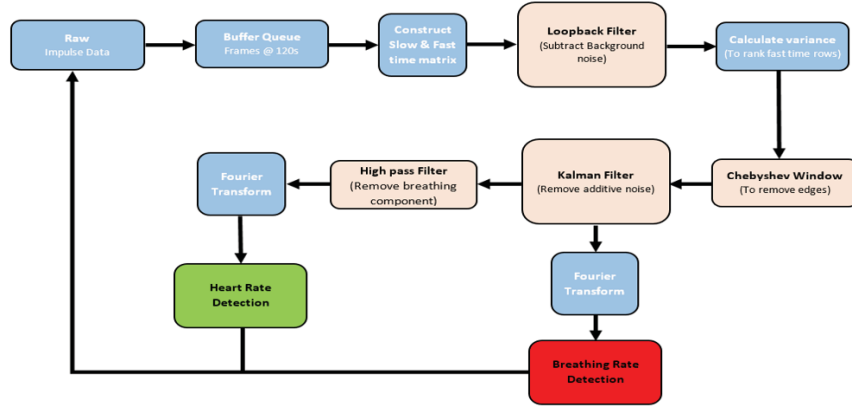 Raw
Impulse Data
Buffer Queue
Frames @ 120s
Construct
Slow & Fast
time matrix
Loopback Filter
(Subtract Background
noise)
Calculate variance
(To rank fast time rows)
Fourier
Transform
High pass Filter
(Remove breathing
component)
Kalman Filter
(Remove additive noise)
Chebyshev Window
(To remove edges)
Heart Rate
Detection
Fourier
Transform
Breathing Rate
Detection